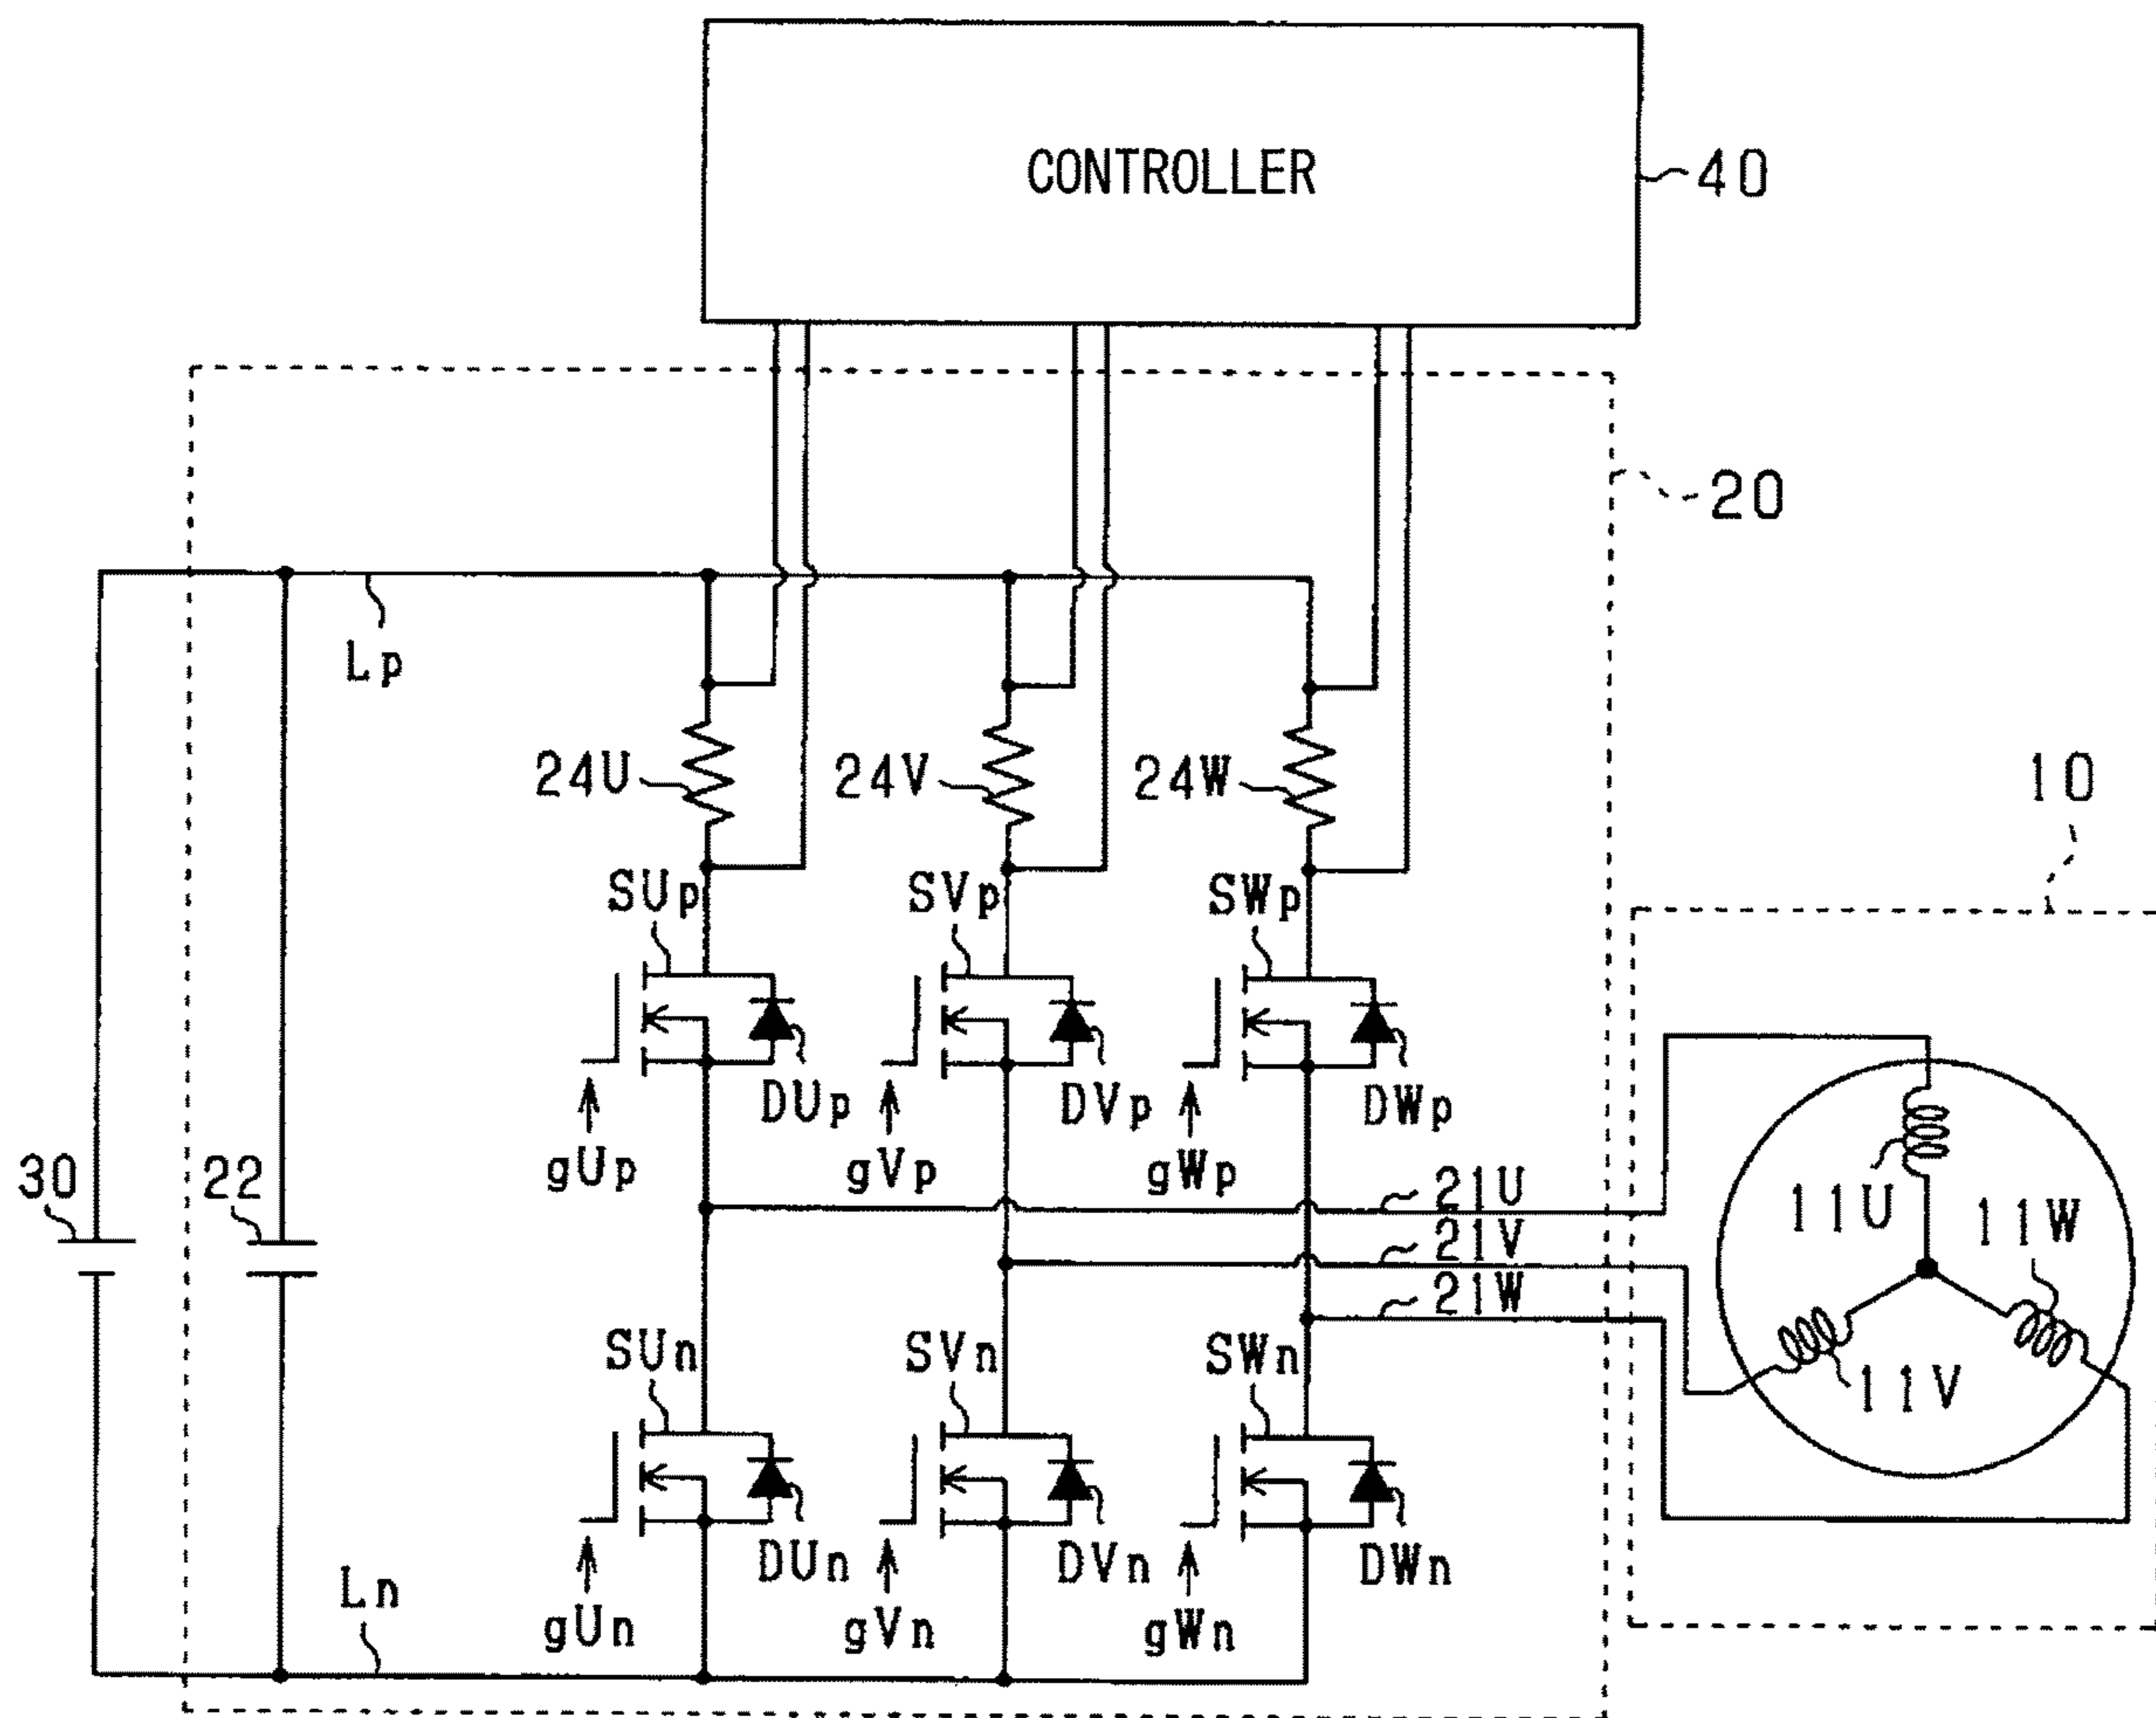 CONTROLLER
40
20
Lp
24U
24V
24W
10
SUp
SVp
SWp
DUp
DVp
DWp
gUp
gVp
gWp
30
22
21U
21V
21W
11U
11W
11V
SUn
SVn
SWn
DUn
DVn
DWn
Ln
gUn
gVn
gWn